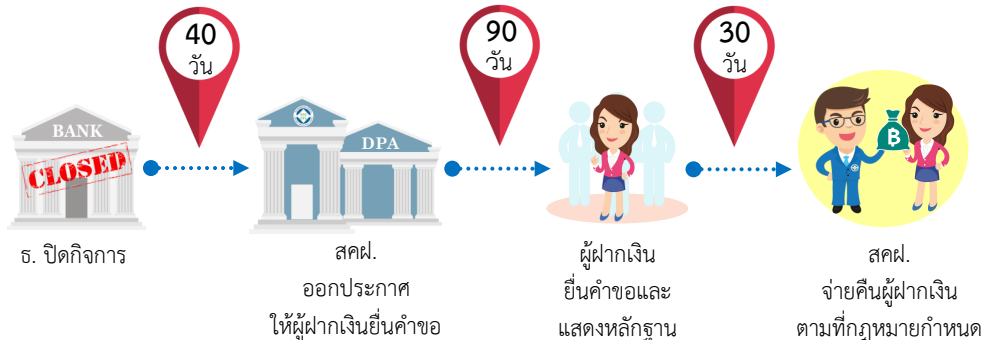 40
วัน
90
วัน
30
วัน
BANK
CLOSED
DPA
฿
ธ. ปิดกิจการ
สคฝ.
ออกประกาศ
ให้ผู้ฝากเงินยื่นคำขอ
ผู้ฝากเงิน
ยื่นคำขอและ
แสดงหลักฐาน
สคฝ.
จ่ายคืนผู้ฝากเงิน
ตามที่กฎหมายกำหนด